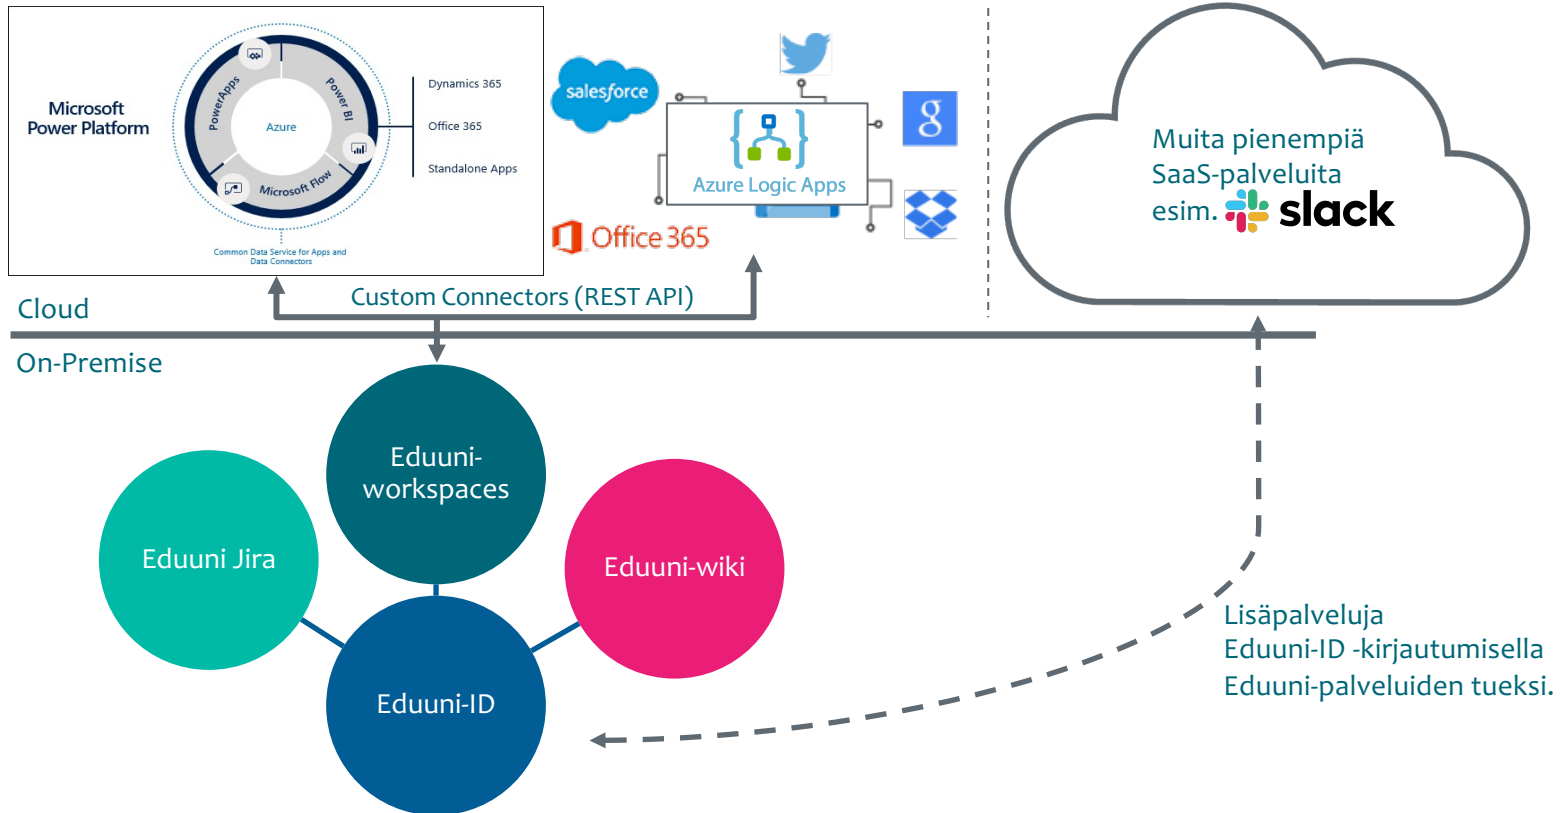 Microsoft
Power Platform
PowerApps
Power BI
Azure
Microsoft Flow
Dynamics 365
Office 365
Standalone Apps
Common Data Service for Apps and
Data Connectors
salesforce
Azure Logic Apps
g
Office 365
Muita pienempiä
SaaS-palveluita
esim. slack
Custom Connectors (REST API)
Cloud
On-Premise
Eduuni-
workspaces
Eduuni Jira
Eduuni-wiki
Eduuni-ID
Lisäpalveluja
Eduuni-ID -kirjautumisella
Eduuni-palveluiden tueksi.